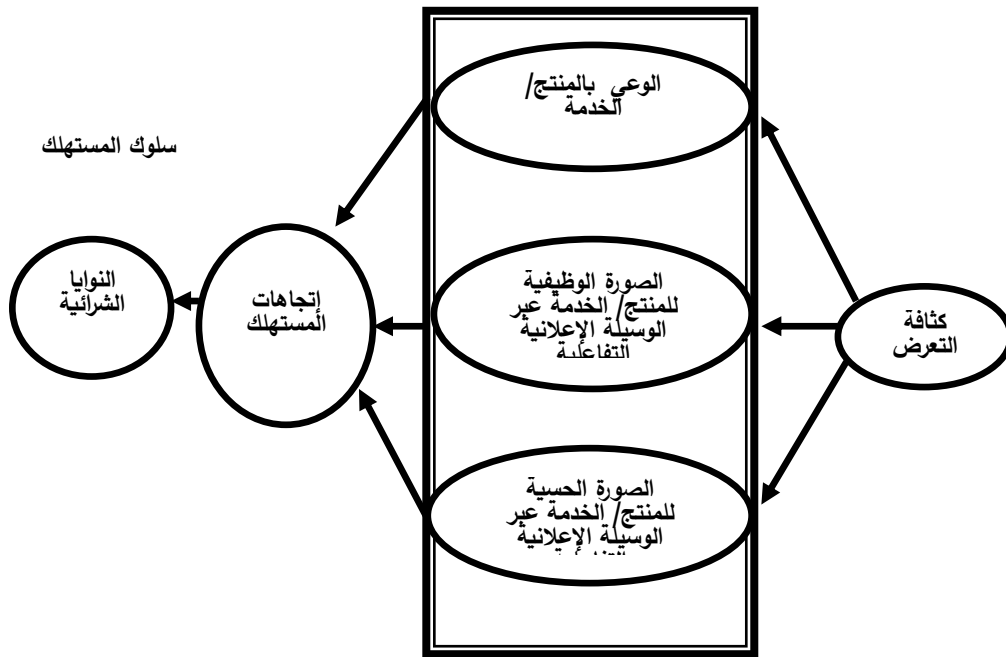 الوعي بالمنتج/
الخدمة
سلوك المستهلك
الصورة الوظيفية
للمنتج/ الخدمة عبر
الوسيلة الإعلانية
التفاعلية
كثافة
التعرض
إتجاهات
المستهلك
النوايا
الشرائية
الصورة الحسية
للمنتج/ الخدمة عبر
الوسيلة الإعلانية